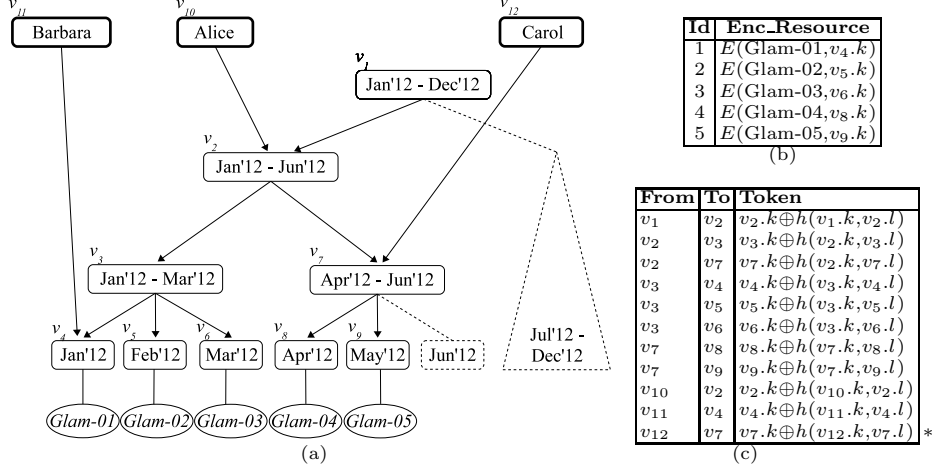 v11
v10
v12
Barbara
Alice
Carol
v1
Jan'12 - Dec'12
v2
Jan'12 - Jun'12
v3
Jan'12 - Mar'12
v7
Apr'12 - Jun'12
v4
v5
v6
v8
v9
Jan'12
Feb'12
Mar'12
Apr'12
May'12
Jun'12
Jul'12 -
Dec'12
Glam-01
Glam-02
Glam-03
Glam-04
Glam-05
(a)
Id Enc_Resource
1 E(Glam-01,v4.k)
2 E(Glam-02,v5.k)
3 E(Glam-03,v6.k)
4 E(Glam-04,v8.k)
5 E(Glam-05,v9.k)
(b)
From To Token
v1 v2 v2.k⊕h(v1.k,v2.l)
v2 v3 v3.k⊕h(v2.k,v3.l)
v2 v7 v7.k⊕h(v2.k,v7.l)
v3 v4 v4.k⊕h(v3.k,v4.l)
v3 v5 v5.k⊕h(v3.k,v5.l)
v3 v6 v6.k⊕h(v3.k,v6.l)
v7 v8 v8.k⊕h(v7.k,v8.l)
v7 v9 v9.k⊕h(v7.k,v9.l)
v10 v2 v2.k⊕h(v10.k,v2.l)
v11 v4 v4.k⊕h(v11.k,v4.l)
v12 v7 v7.k⊕h(v12.k,v7.l) *
(c)